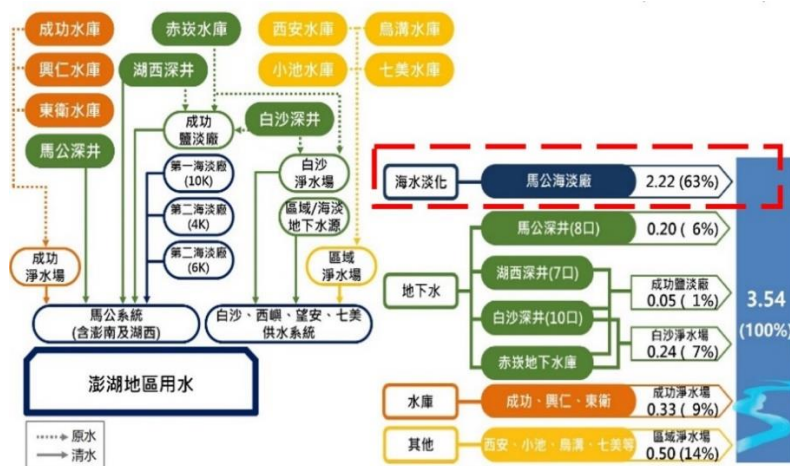 成功水庫
赤崁水庫
西安水庫
烏溝水庫
興仁水庫
湖西深井
小池水庫
七美水庫
東衛水庫
成功
鹽淡廠
白沙深井
馬公深井
第一海淡廠
(10K)
白沙
淨水場
第二海淡廠
(4K)
區域/海淡
地下水源
第二海淡廠
(6K)
成功
淨水場
區域
淨水場
馬公系統
(含澎南及湖西)
白沙、西嶼、望安、七美
供水系統
澎湖地區用水
原水
清水
海水淡化
馬公海淡廠
2.22 (63%)
馬公深井(8口)
0.20 ( 6%)
地下水
湖西深井(7口)
成功鹽淡廠
0.05 ( 1%)
白沙深井(10口)
白沙淨水場
0.24 ( 7%)
赤崁地下水庫
3.54
(100%)
水庫
成功、興仁、東衛
成功淨水場
0.33 ( 9%)
其他
西安、小池、烏溝、七美等
區域淨水場
0.50 (14%)